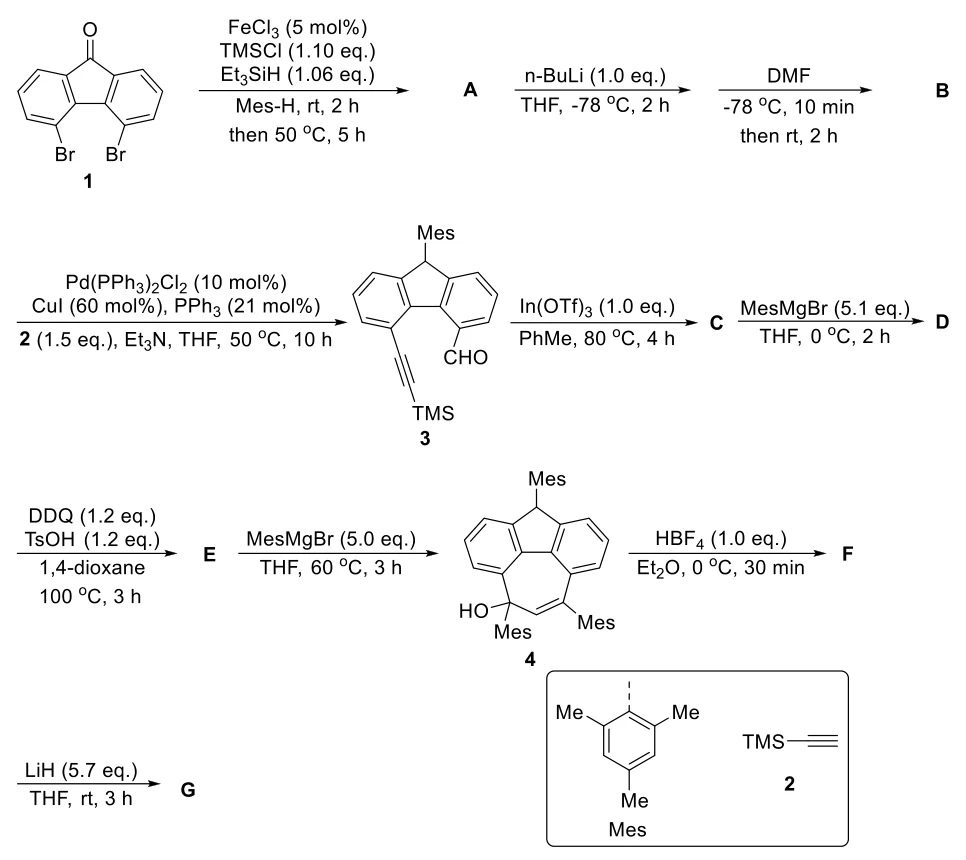 O
Br
Br
1
FeCl3 (5 mol%)
TMSCl (1.10 eq.)
Et3SiH (1.06 eq.)
Mes-H, rt, 2 h
then 50 °C, 5 h
A
n-BuLi (1.0 eq.)
THF, -78 °C, 2 h
DMF
-78 °C, 10 min
then rt, 2 h
B
Pd(PPh3)2Cl2 (10 mol%)
CuI (60 mol%), PPh3 (21 mol%)
2 (1.5 eq.), Et3N, THF, 50 °C, 10 h
Mes
CHO
TMS
3
In(OTf)3 (1.0 eq.)
PhMe, 80 °C, 4 h
C
MesMgBr (5.1 eq.)
THF, 0 °C, 2 h
D
DDQ (1.2 eq.)
TsOH (1.2 eq.)
1,4-dioxane
100 °C, 3 h
E
MesMgBr (5.0 eq.)
THF, 60 °C, 3 h
Mes
HO
Mes
Mes
4
HBF4 (1.0 eq.)
Et2O, 0 °C, 30 min
F
LiH (5.7 eq.)
THF, rt, 3 h
G
Me
Me
Me
Mes
TMS
2